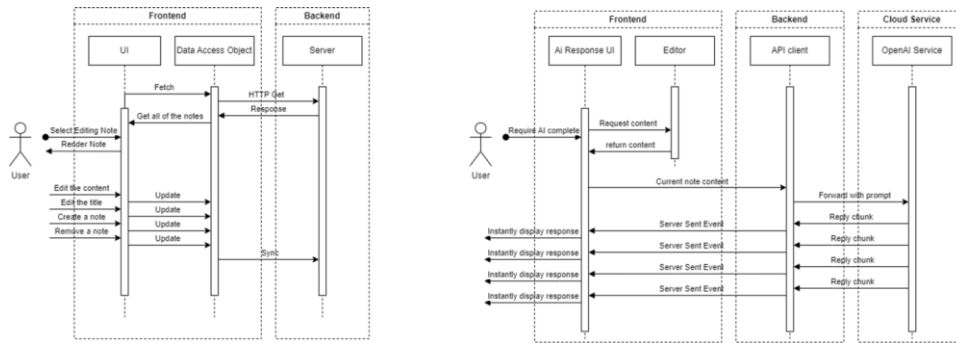 Frontend
Backend
UI
Data Access Object
Server
Fetch
HTTP Get
Response
Get all of the notes
Select Editing Note
Redder Note
User
Edit the content
Update
Edit the title
Update
Create a note
Update
Remove a note
Update
Sync
Frontend
Backend
Cloud Service
Ai Response UI
Editor
API client
OpenAI Service
Request content
Require AI complete
return content
User
Current note content
Forward with prompt
Reply chunk
Server Sent Event
Instantly display response
Reply chunk
Server Sent Event
Instantly display response
Reply chunk
Server Sent Event
Instantly display response
Reply chunk
Server Sent Event
Instantly display response